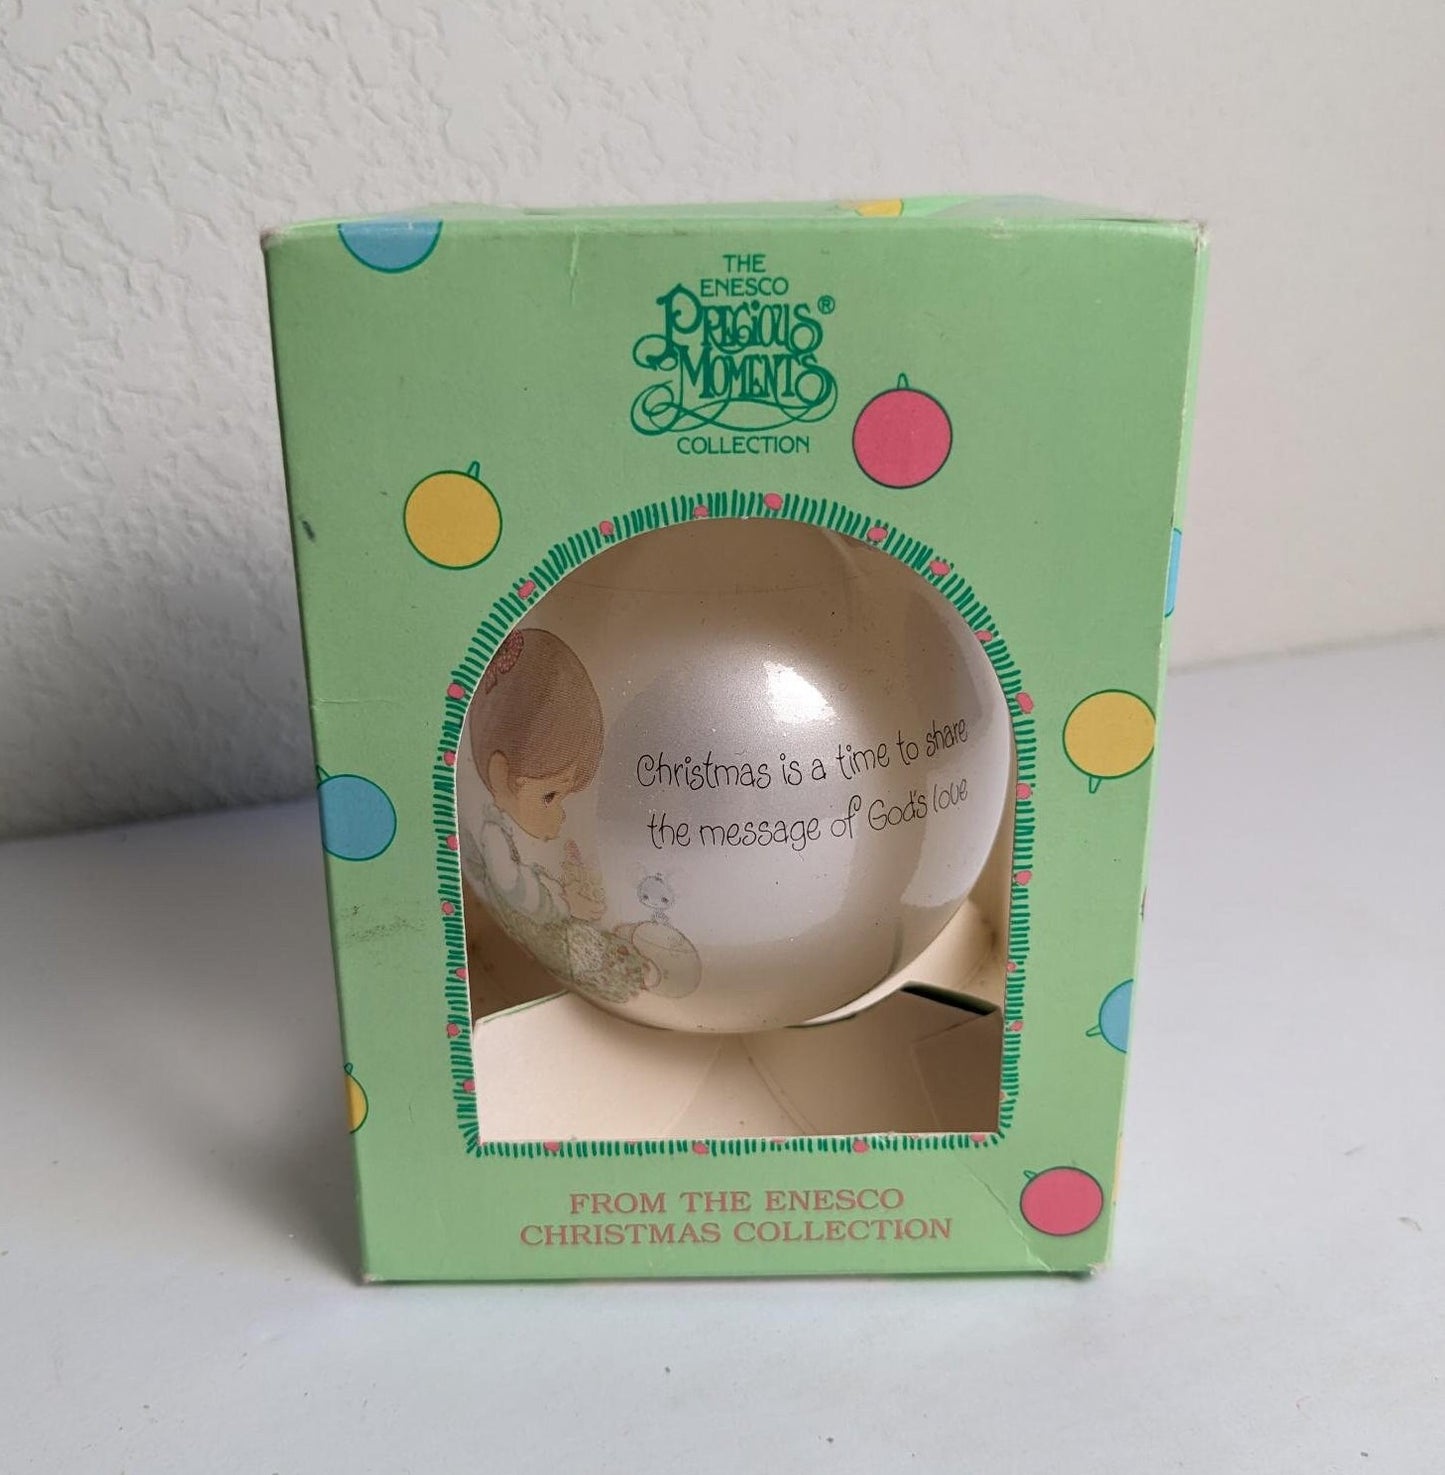 THE
ENESCO
PRECIOUS®
MOMENTS
COLLECTION
Christmas is a time to share
the message of God's love
FROM THE ENESCO
CHRISTMAS COLLECTION